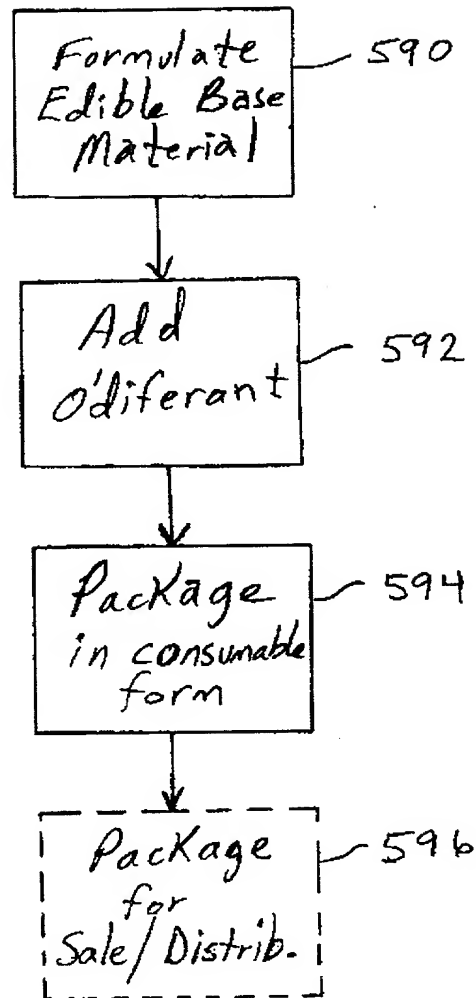 Formulate
Edible Base
Material
590
Add
o'diferant
592
Package
in consumable
form
594
Package
for
Sale/Distrib.
596